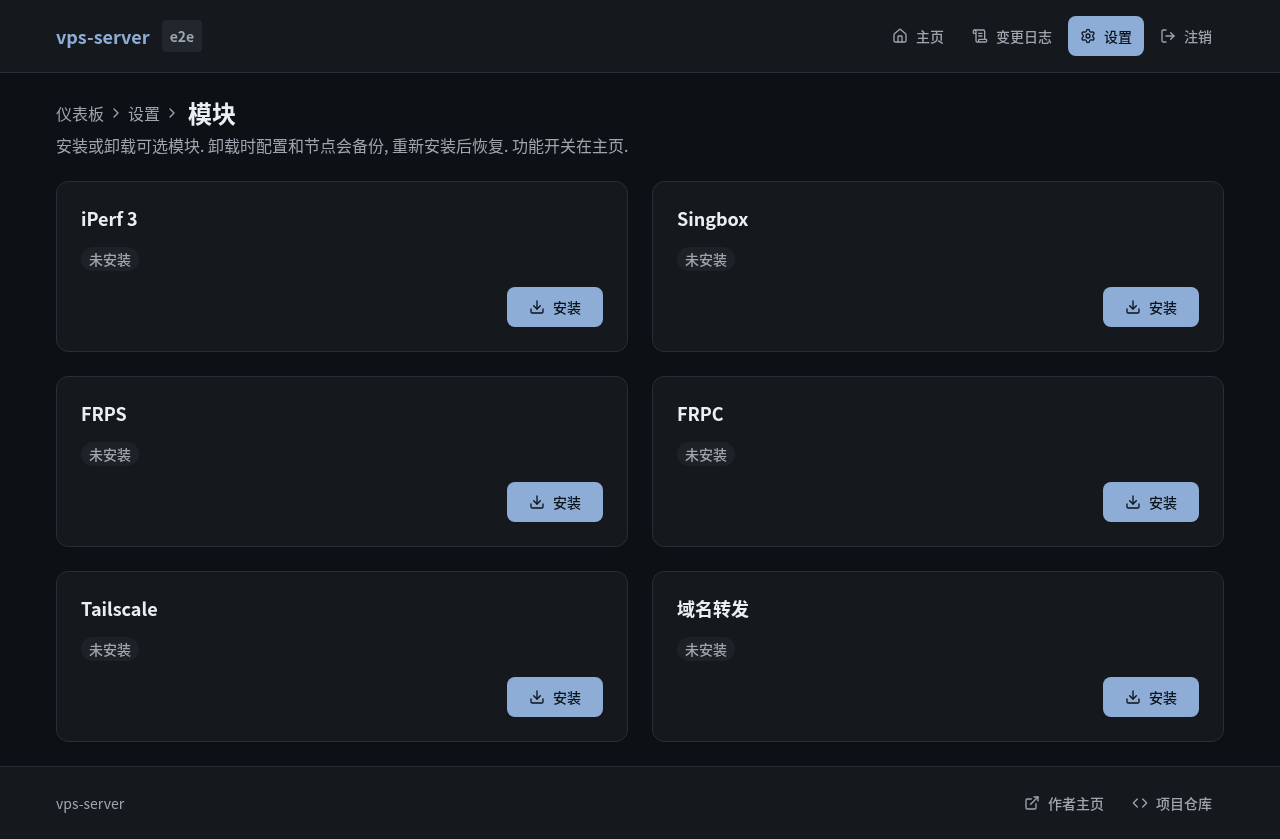 vps-server e2e 主页 变更日志 设置 注销
仪表板 设置 模块
安装或卸载可选模块. 卸载时配置和节点会备份, 重新安装后恢复. 功能开关在主页.
iPerf 3
未安装
安装
Singbox
未安装
安装
FRPS
未安装
安装
FRPC
未安装
安装
Tailscale
未安装
安装
域名转发
未安装
安装
vps-server 作者主页 项目仓库